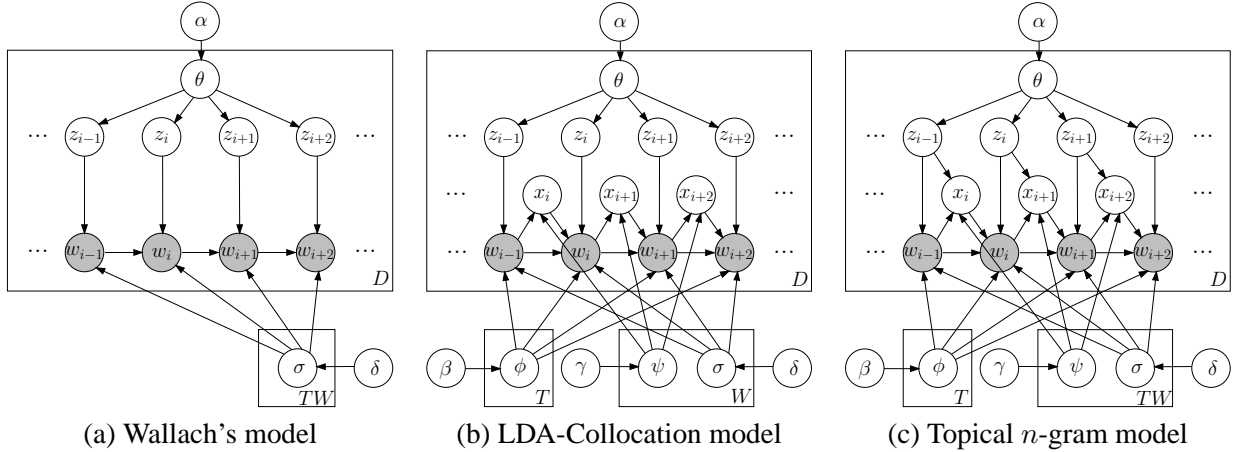 α α α
θ θ θ
··· z_{i−1} z_i z_{i+1} z_{i+2} ··· ··· z_{i−1} z_i z_{i+1} z_{i+2} ··· ··· z_{i−1} z_i z_{i+1} z_{i+2} ···
··· x_i x_{i+1} x_{i+2} ··· ··· x_i x_{i+1} x_{i+2} ···
··· w_{i−1} w_i w_{i+1} w_{i+2} ··· ··· w_{i−1} w_i w_{i+1} w_{i+2} ··· ··· w_{i−1} w_i w_{i+1} w_{i+2} ···
D D D
σ δ β ϕ γ ψ σ δ β ϕ γ ψ σ δ
TW T W T TW
(a) Wallach's model (b) LDA-Collocation model (c) Topical n-gram model